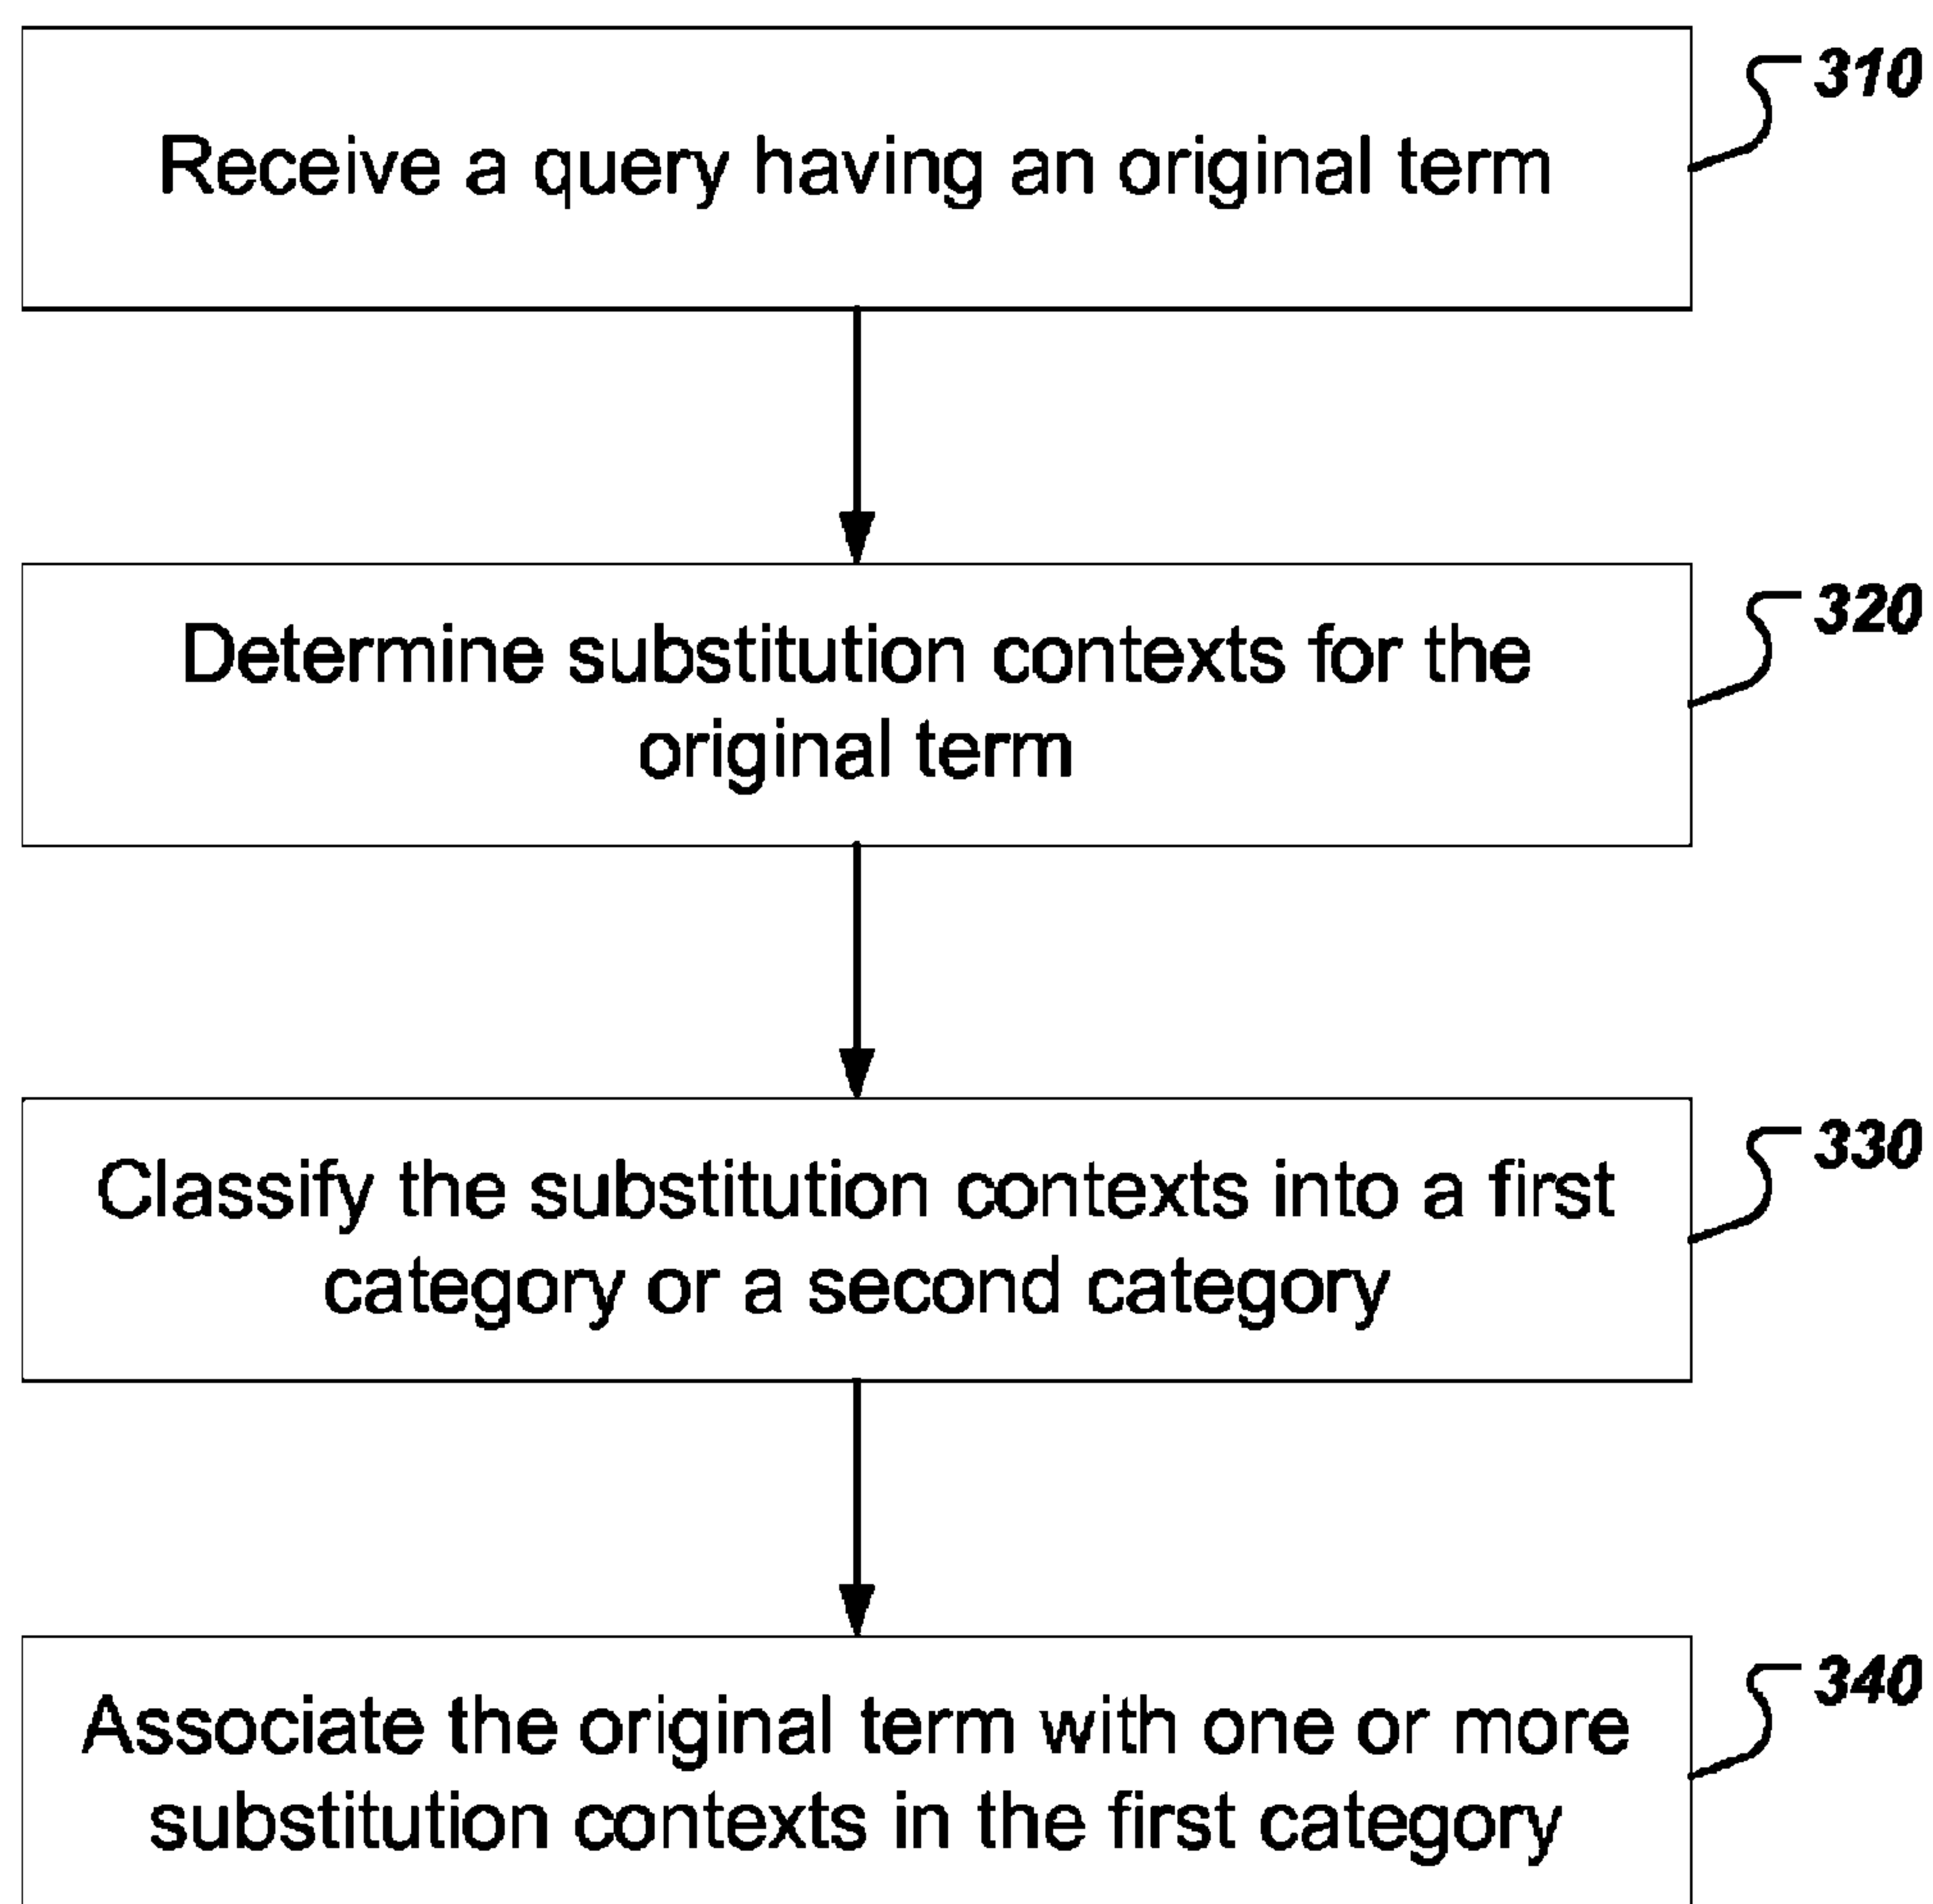 310
Receive a query having an original term
320
Determine substitution contexts for the
original term
330
Classify the substitution contexts into a first
category or a second category
340
Associate the original term with one or more
substitution contexts in the first category